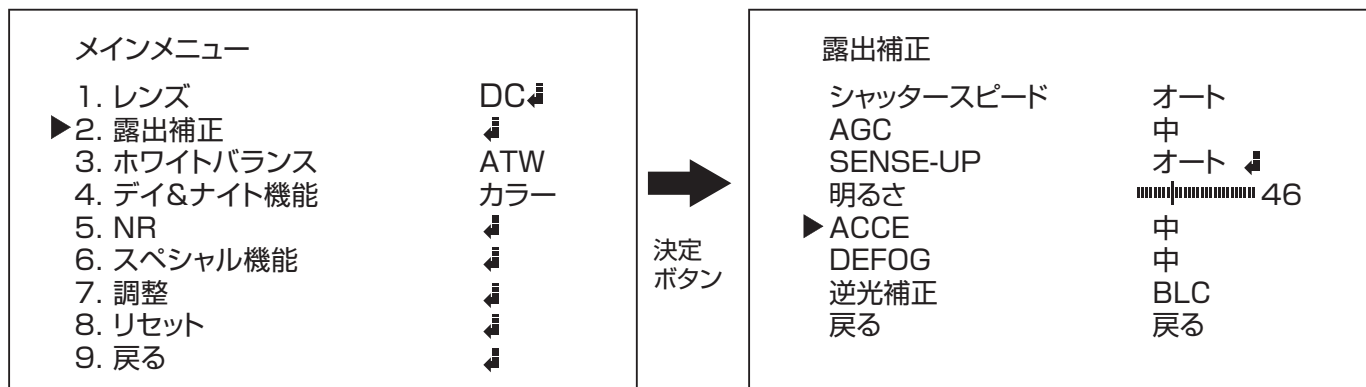 メインメニュー
1. レンズ DC
▶2. 露出補正
3. ホワイトバランス ATW
4. デイ&ナイト機能 カラー
5. NR
6. スペシャル機能
7. 調整
8. リセット
9. 戻る
決定
ボタン
露出補正
シャッタースピード オート
AGC 中
SENSE-UP オート
明るさ 46
▶ACCE 中
DEFOG 中
逆光補正 BLC
戻る 戻る